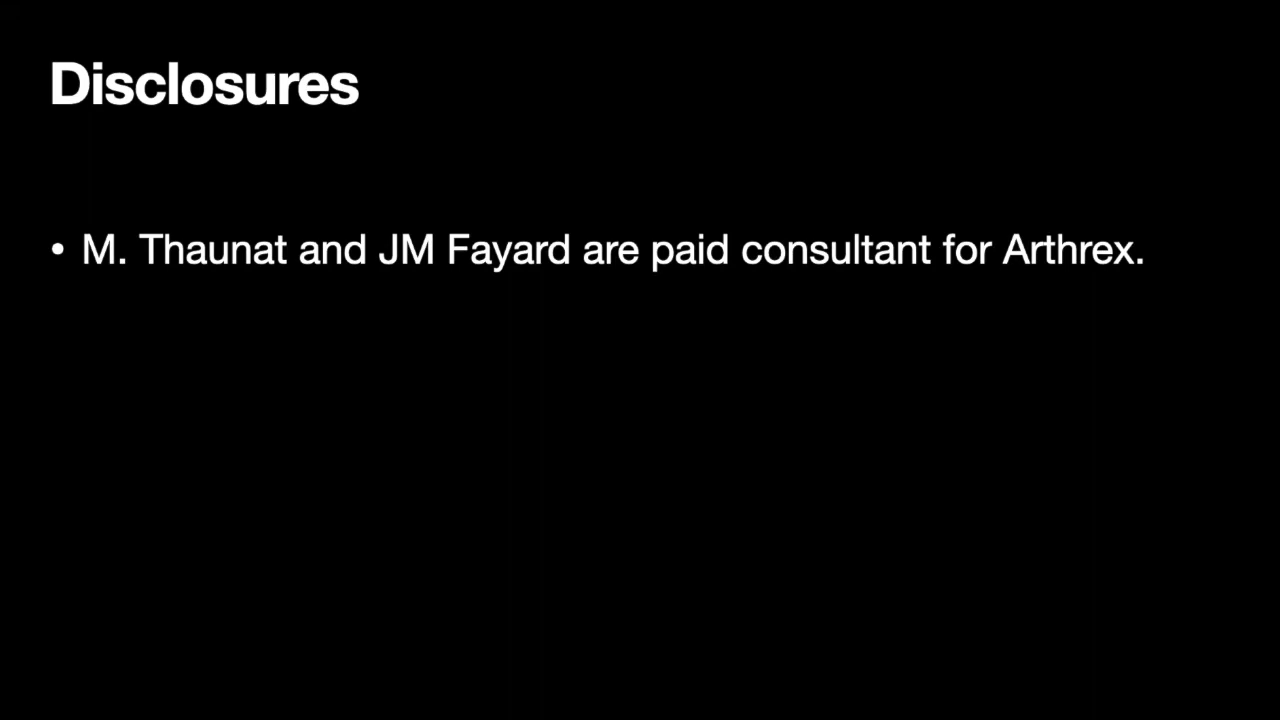 Disclosures
• M. Thaunat and JM Fayard are paid consultant for Arthrex.